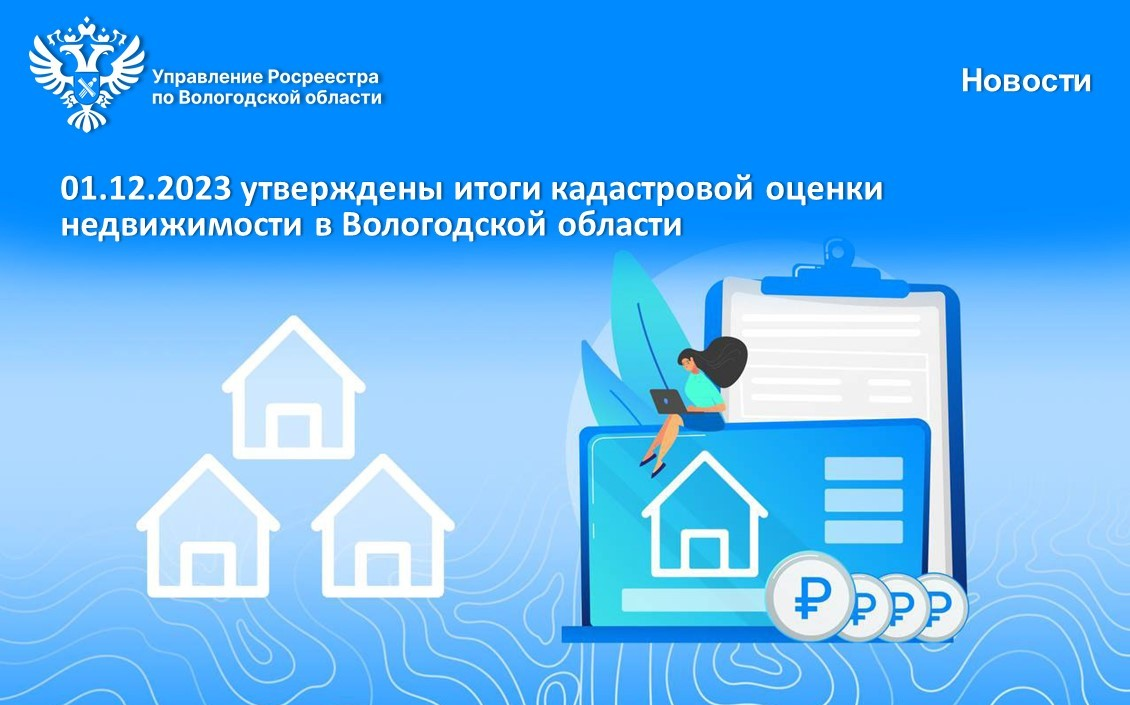 Управление Росреестра
по Вологодской области
Новости
01.12.2023 утверждены итоги кадастровой оценки
недвижимости в Вологодской области
₽
₽
₽
₽